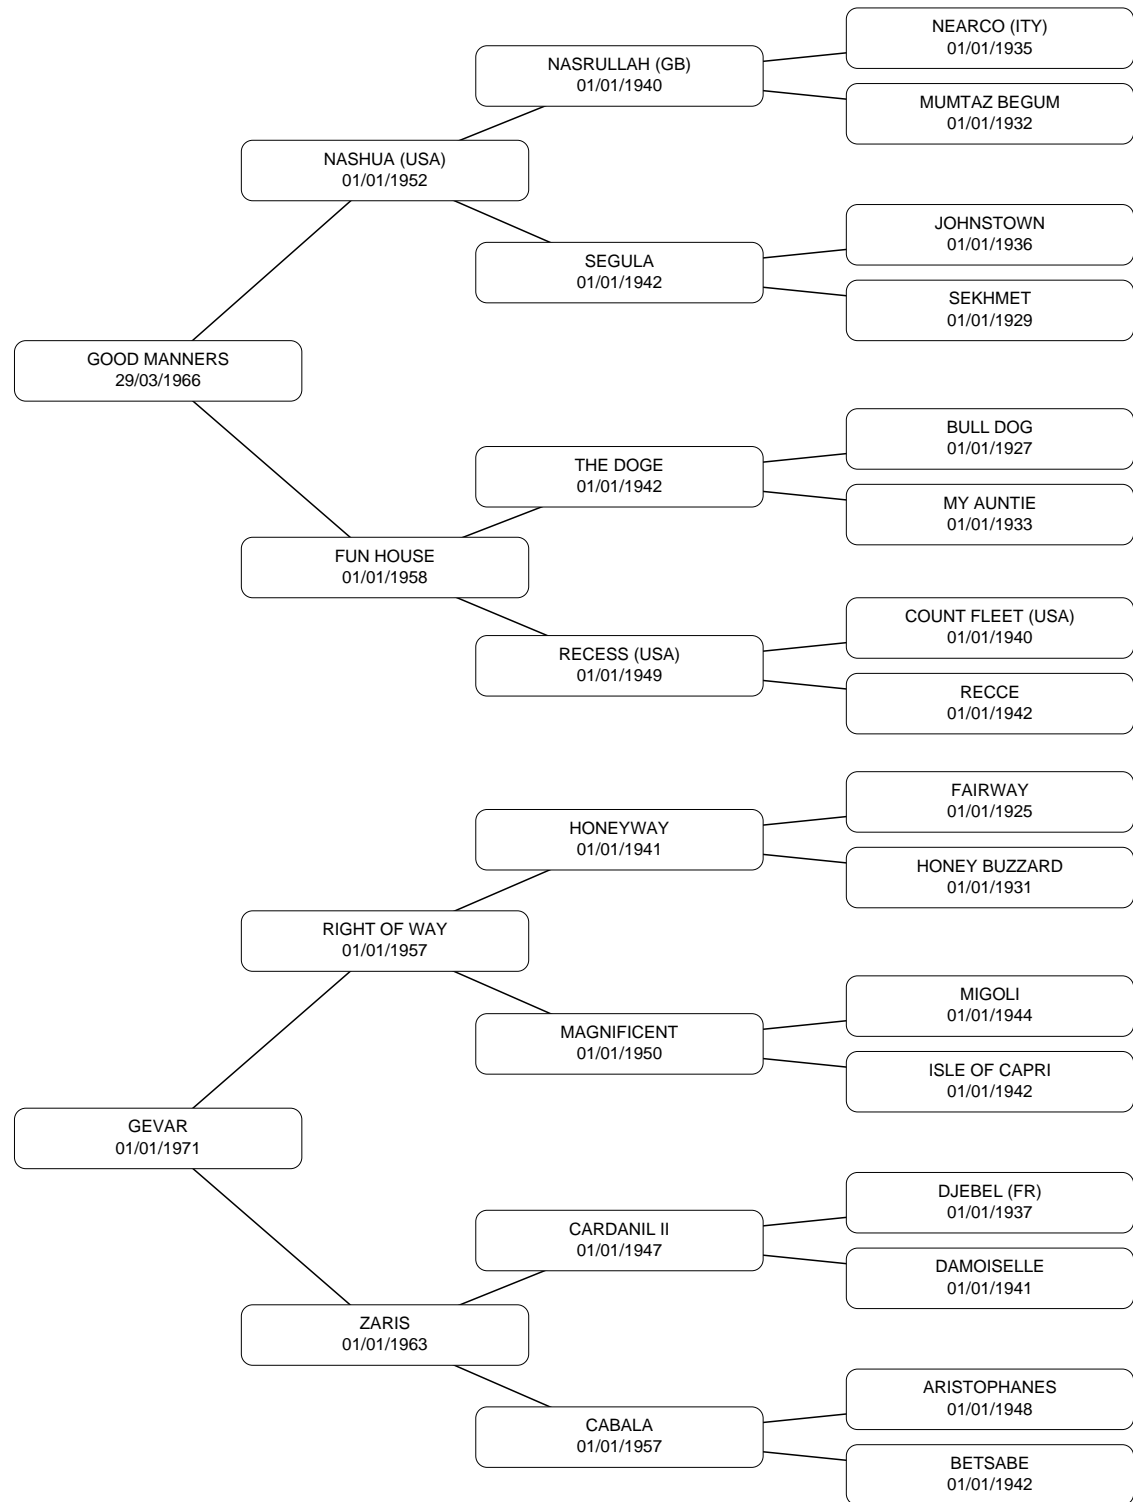 NEARCO (ITY)
01/01/1935
NASRULLAH (GB)
01/01/1940
MUMTAZ BEGUM
01/01/1932
NASHUA (USA)
01/01/1952
JOHNSTOWN
01/01/1936
SEGULA
01/01/1942
SEKHMET
01/01/1929
GOOD MANNERS
29/03/1966
BULL DOG
01/01/1927
THE DOGE
01/01/1942
MY AUNTIE
01/01/1933
FUN HOUSE
01/01/1958
COUNT FLEET (USA)
01/01/1940
RECESS (USA)
01/01/1949
RECCE
01/01/1942
FAIRWAY
01/01/1925
HONEYWAY
01/01/1941
HONEY BUZZARD
01/01/1931
RIGHT OF WAY
01/01/1957
MIGOLI
01/01/1944
MAGNIFICENT
01/01/1950
ISLE OF CAPRI
01/01/1942
GEVAR
01/01/1971
DJEBEL (FR)
01/01/1937
CARDANIL II
01/01/1947
DAMOISELLE
01/01/1941
ZARIS
01/01/1963
ARISTOPHANES
01/01/1948
CABALA
01/01/1957
BETSABE
01/01/1942